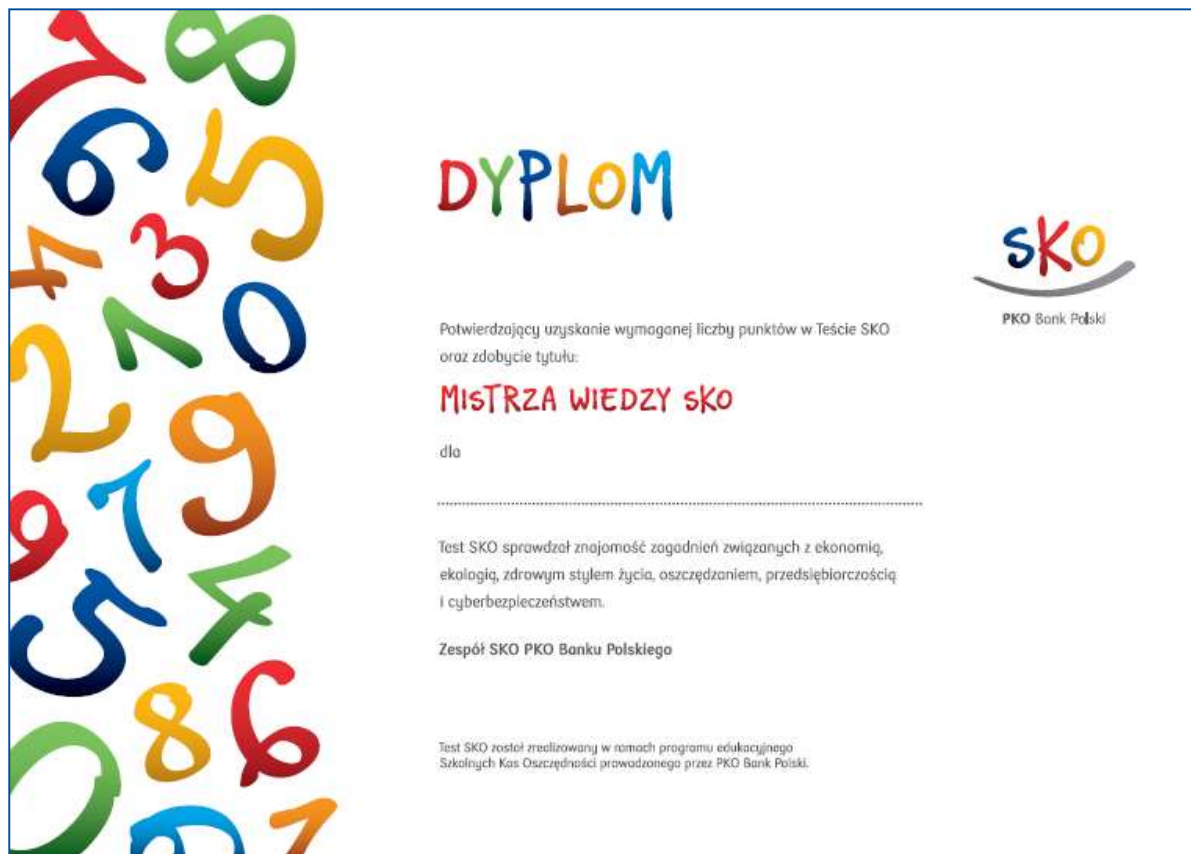 DYPLOM
SKO
PKO Bank Polski
Potwierdzający uzyskanie wymaganej liczby punktów w Teście SKO
oraz zdobycie tytułu:
MISTRZA WIEDZY SKO
dla
Test SKO sprawdzał znajomość zagadnień związanych z ekonomią,
ekologią, zdrowym stylem życia, oszczędzaniem, przedsiębiorczością
i cyberbezpieczeństwem.
Zespół SKO PKO Banku Polskiego
Test SKO został zrealizowany w ramach programu edukacyjnego
Szkolnych Kas Oszczędności prowadzonego przez PKO Bank Polski.